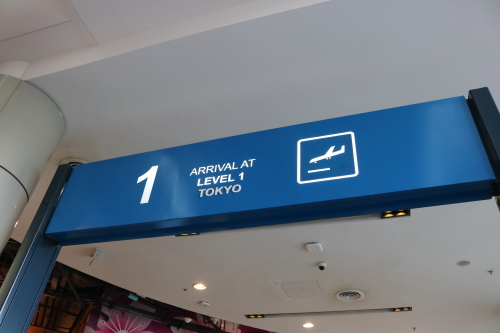 1
ARRIVAL AT
LEVEL 1
TOKYO